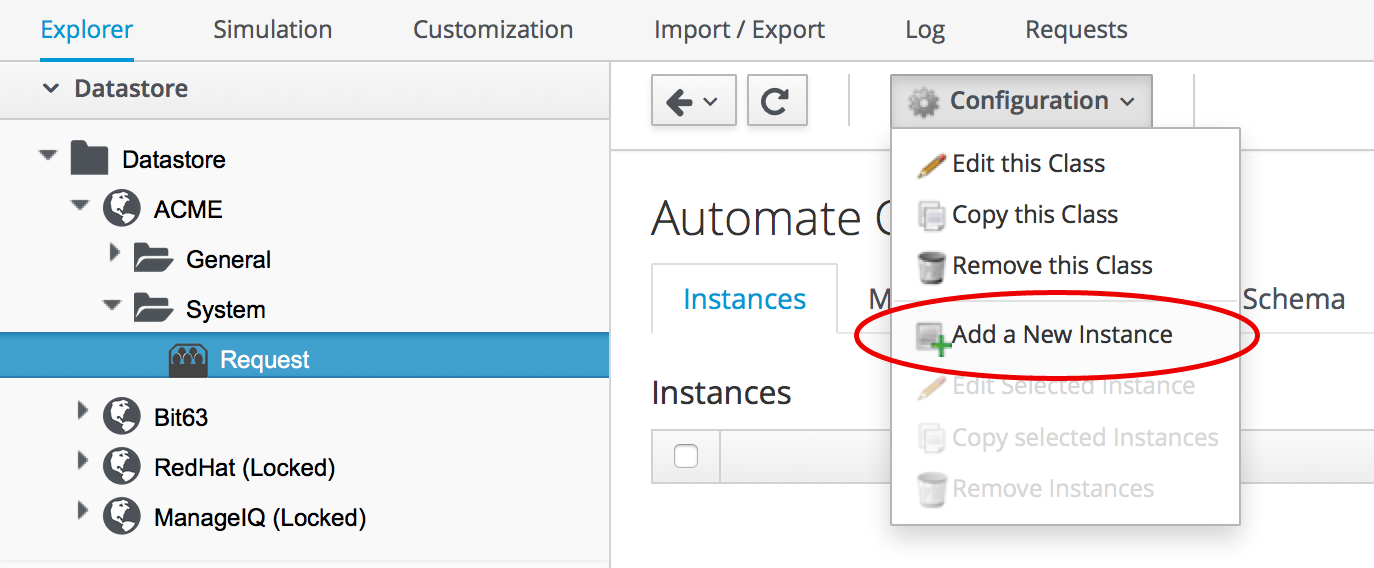 Explorer Simulation Customization Import / Export Log Requests
Datastore
Configuration
Datastore
ACME
General
System
Request
Bit63
RedHat (Locked)
ManageIQ (Locked)
Edit this Class
Copy this Class
Remove this Class
Add a New Instance
Edit Selected Instance
Copy selected Instances
Remove Instances
Automate
Instances Schema
Instances